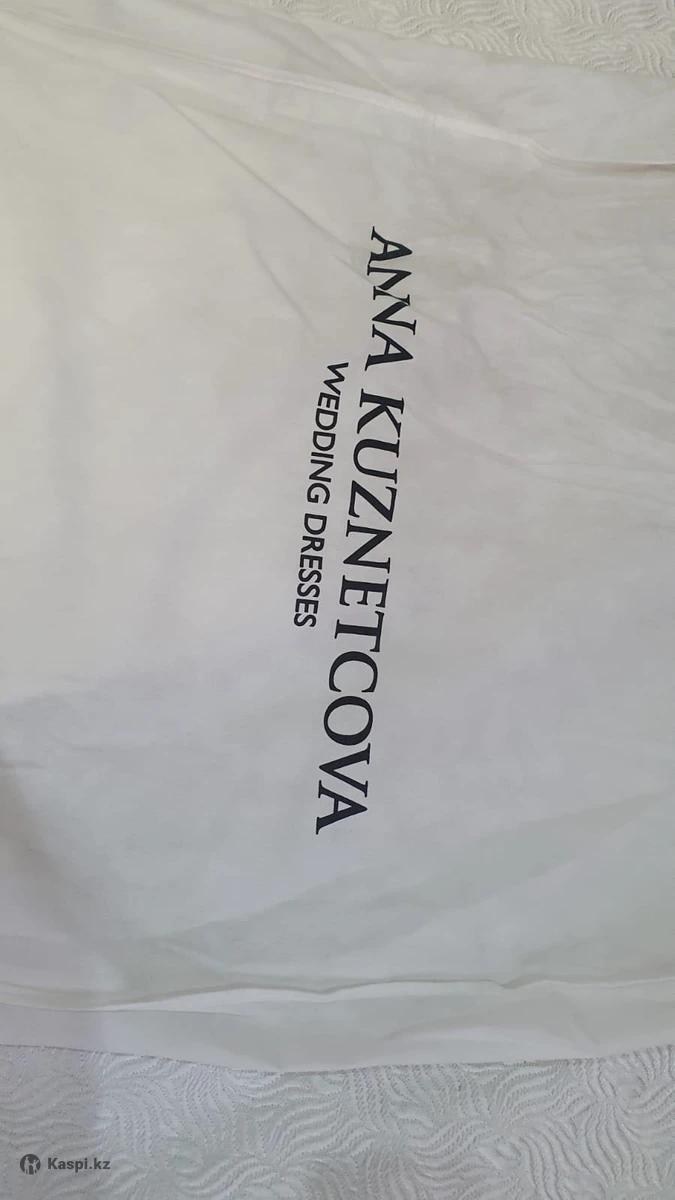 ANNA KUZNETCOVA
WEDDING DRESSES
Kaspi.kz